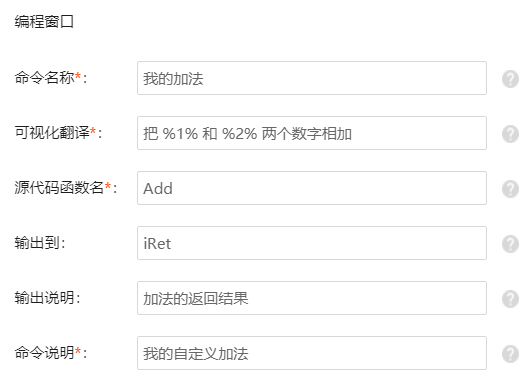 编程窗口
命令名称*： 我的加法
可视化翻译*： 把 %1% 和 %2% 两个数字相加
源代码函数名*： Add
输出到： iRet
输出说明： 加法的返回结果
命令说明*： 我的自定义加法